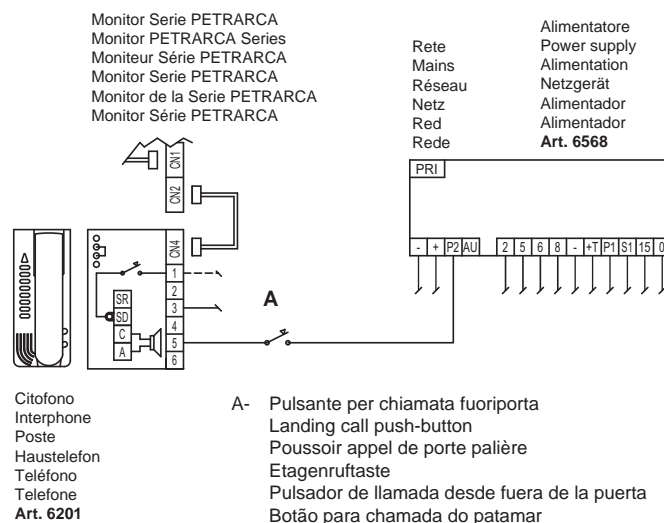 Monitor Serie PETRARCA
Monitor PETRARCA Series
Moniteur Série PETRARCA
Monitor Serie PETRARCA
Monitor de la Serie PETRARCA
Monitor Série PETRARCA
Rete
Mains
Réseau
Netz
Red
Rede
Alimentatore
Power supply
Alimentation
Netzgerät
Alimentador
Alimentador
Art. 6568
PRI
- + P2 AU 2 5 6 8 - +T P1 S1 15 0
CN1
CN2
CN4
1
2
3
4
5
6
SR
SD
C
A
A
Citofono
Interphone
Poste
Haustelefon
Teléfono
Telefone
Art. 6201
A- Pulsante per chiamata fuoriporta
Landing call push-button
Poussoir appel de porte palière
Etagenruftaste
Pulsador de llamada desde fuera de la puerta
Botão para chamada do patamar